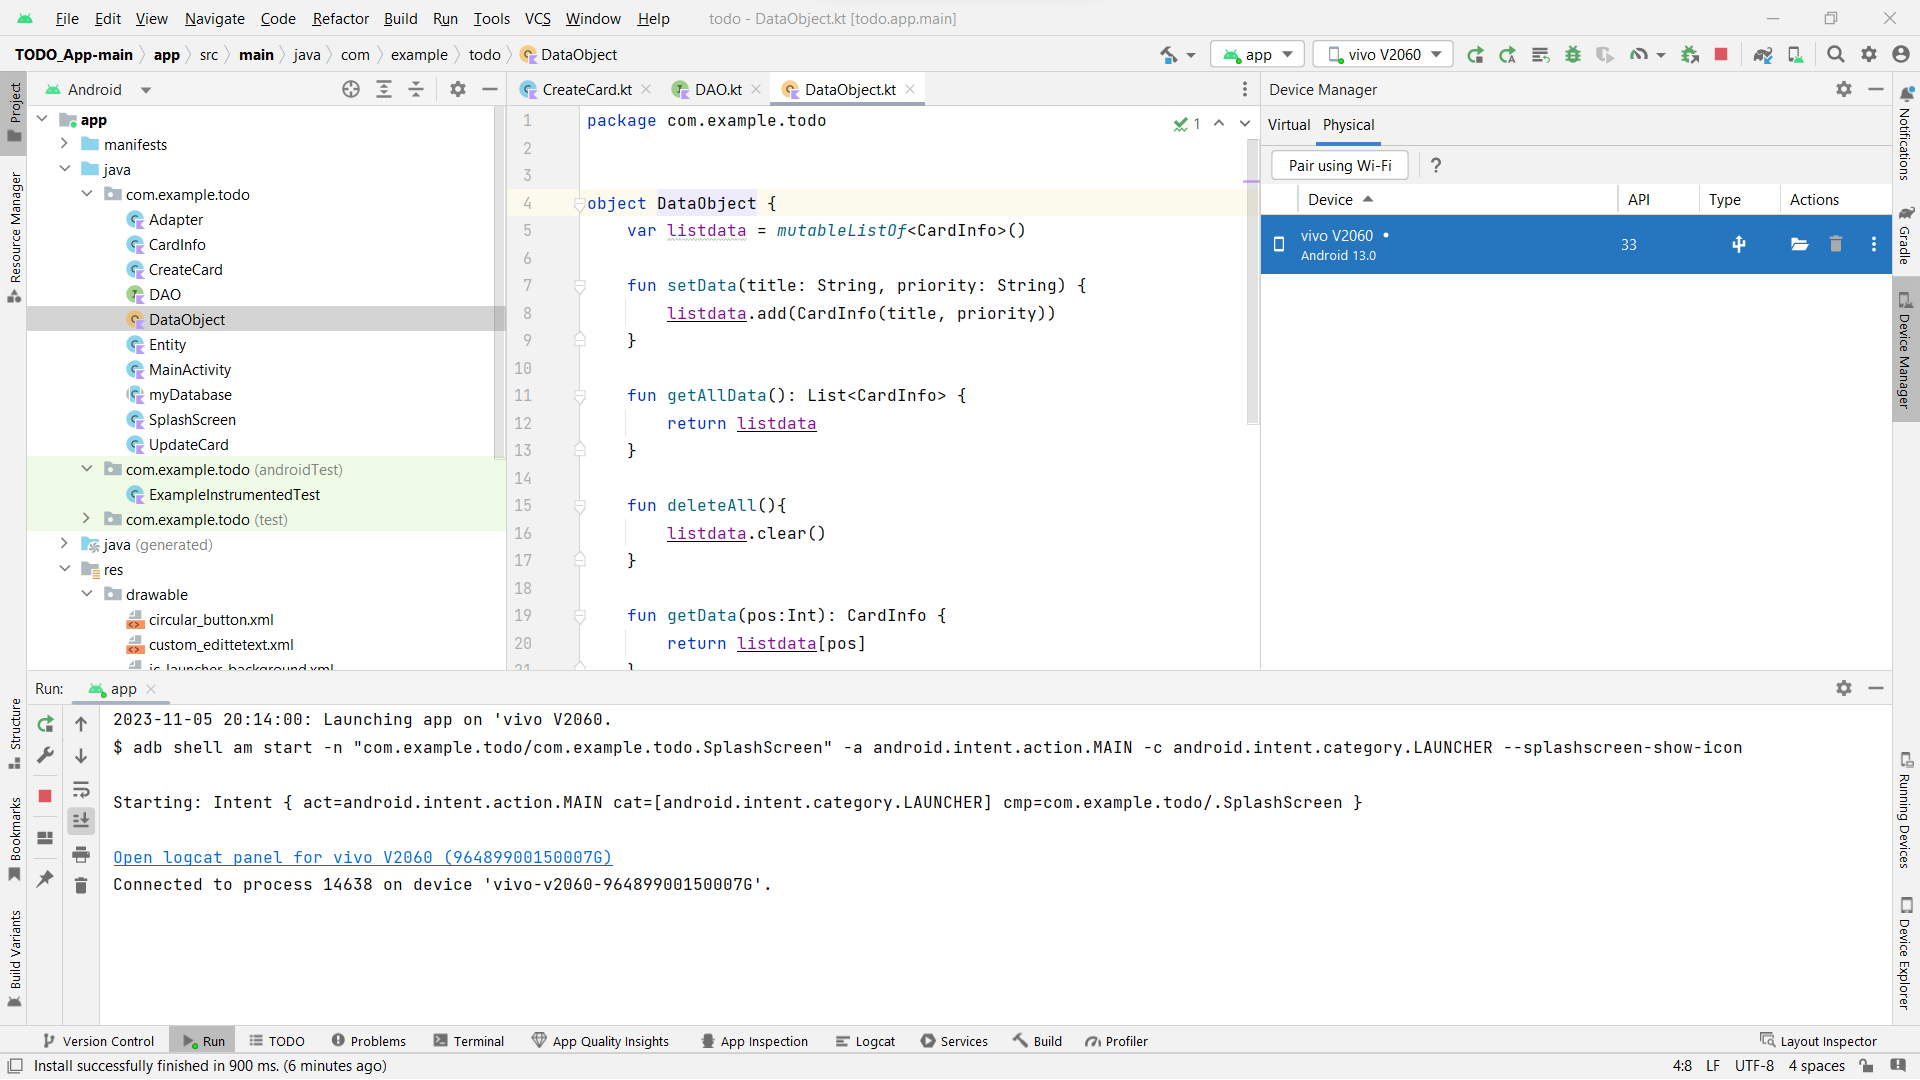 File Edit View Navigate Code Refactor Build Run Tools VCS Window Help todo - DataObject.kt [todo.app.main]
TODO_App-main app src main java com example todo DataObject app vivo V2060
Project
Resource Manager
Structure
Bookmarks
Build Variants
Android
app
manifests
java
com.example.todo
Adapter
CardInfo
CreateCard
DAO
DataObject
Entity
MainActivity
myDatabase
SplashScreen
UpdateCard
com.example.todo (androidTest)
ExampleInstrumentedTest
com.example.todo (test)
java (generated)
res
drawable
circular_button.xml
custom_edittetext.xml
ic_launcher_background.xml
CreateCard.kt DAO.kt DataObject.kt
1 package com.example.todo
1
2
3
4 object DataObject {
5 var listdata = mutableListOf<CardInfo>()
6
7 fun setData(title: String, priority: String) {
8 listdata.add(CardInfo(title, priority))
9 }
10
11 fun getAllData(): List<CardInfo> {
12 return listdata
13 }
14
15 fun deleteAll(){
16 listdata.clear()
17 }
18
19 fun getData(pos:Int): CardInfo {
20 return listdata[pos]
21 }
Device Manager
Virtual Physical
Pair using Wi-Fi ?
Device API Type Actions
vivo V2060 33
Android 13.0
Notifications
Gradle
Device Manager
Running Devices
Device Explorer
Run: app
2023-11-05 20:14:00: Launching app on 'vivo V2060.
$ adb shell am start -n "com.example.todo/com.example.todo.SplashScreen" -a android.intent.action.MAIN -c android.intent.category.LAUNCHER --splashscreen-show-icon
Starting: Intent { act=android.intent.action.MAIN cat=[android.intent.category.LAUNCHER] cmp=com.example.todo/.SplashScreen }
Open logcat panel for vivo V2060 (96489900150007G)
Connected to process 14638 on device 'vivo-v2060-96489900150007G'.
Version Control Run TODO Problems Terminal App Quality Insights App Inspection Logcat Services Build Profiler Layout Inspector
Install successfully finished in 900 ms. (6 minutes ago) 4:8 LF UTF-8 4 spaces